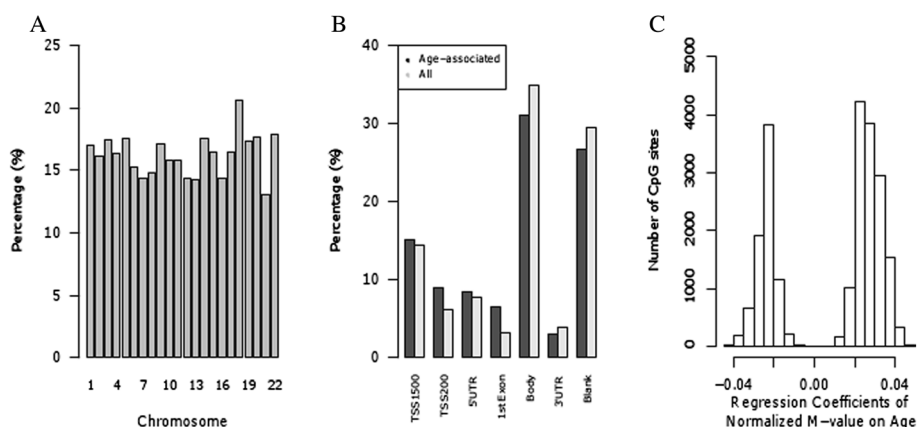 A
B
C
25
20
15
10
5
0
Percentage (%)
1 4 7 10 13 16 19 22
Chromosome
40
30
20
10
0
Percentage (%)
Age-associated
All
TSS1500
TSS200
5'UTR
1stExon
Body
3'UTR
Blank
5000
4000
3000
2000
1000
0
Number of CpG sites
−0.04 0.00 0.04
Regression Coefficients of
Normalized M−value on Age